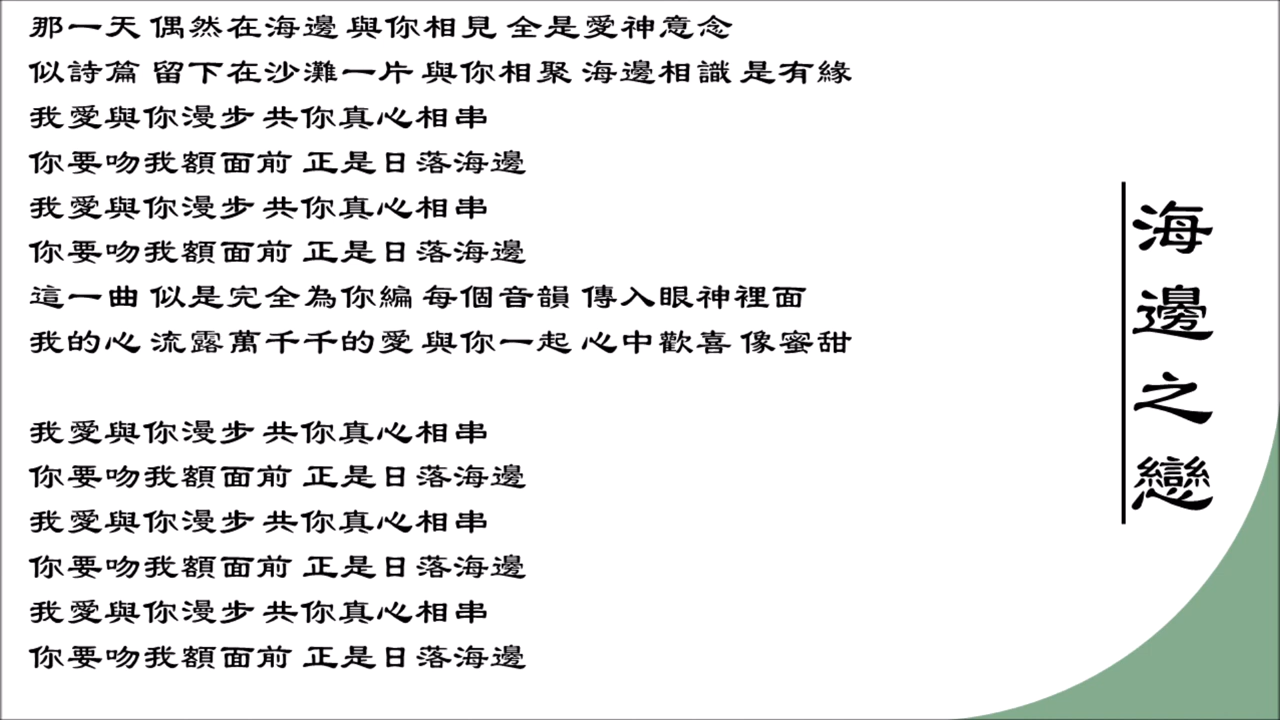 那一天 偶然在海邊 與你相見 全是愛神意念
似詩篇 留下在沙灘一片 與你相聚 海邊相識 是有緣
我愛與你漫步 共你真心相串
你要吻我額面前 正是日落海邊
我愛與你漫步 共你真心相串
你要吻我額面前 正是日落海邊
這一曲 似是完全為你編 每個音韻 傳入眼神裡面
我的心 流露萬千千的愛 與你一起 心中歡喜 像蜜甜
我愛與你漫步 共你真心相串
你要吻我額面前 正是日落海邊
我愛與你漫步 共你真心相串
你要吻我額面前 正是日落海邊
我愛與你漫步 共你真心相串
你要吻我額面前 正是日落海邊
海邊之戀